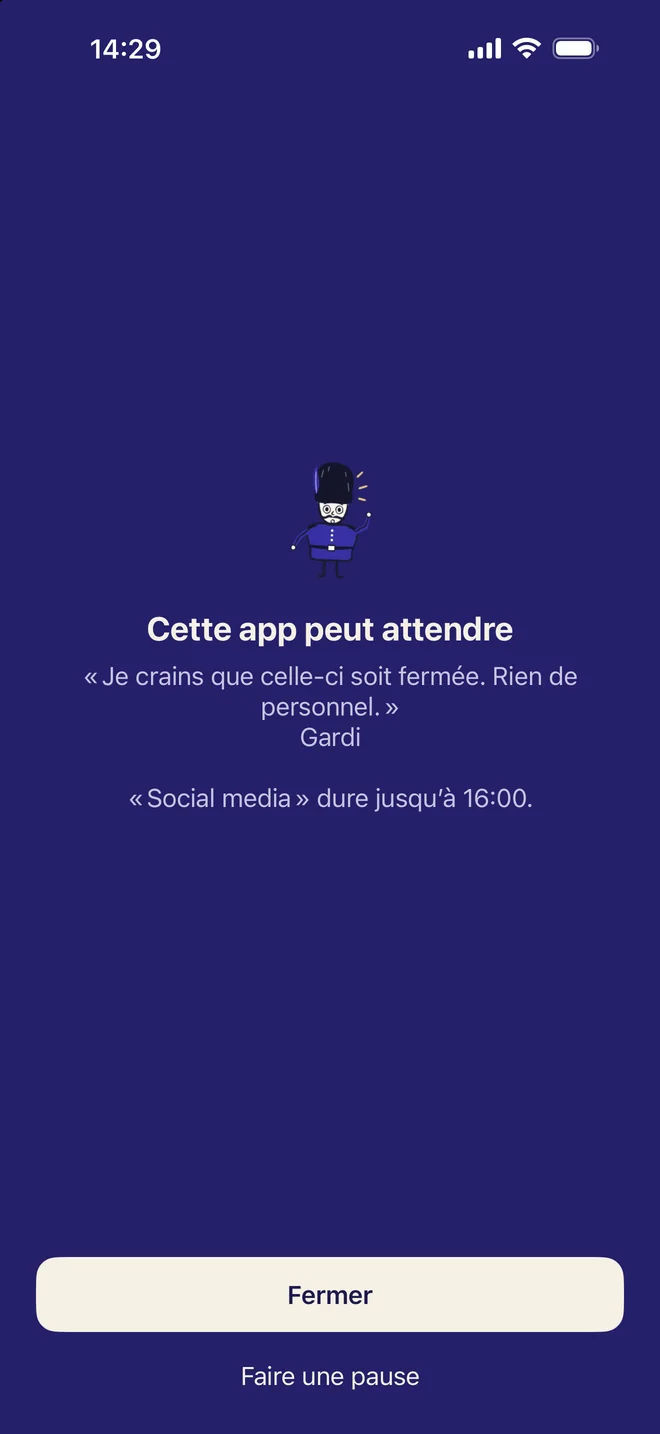 14:29
Cette app peut attendre
« Je crains que celle-ci soit fermée. Rien de
personnel. »
Gardi
« Social media » dure jusqu’à 16:00.
Fermer
Faire une pause